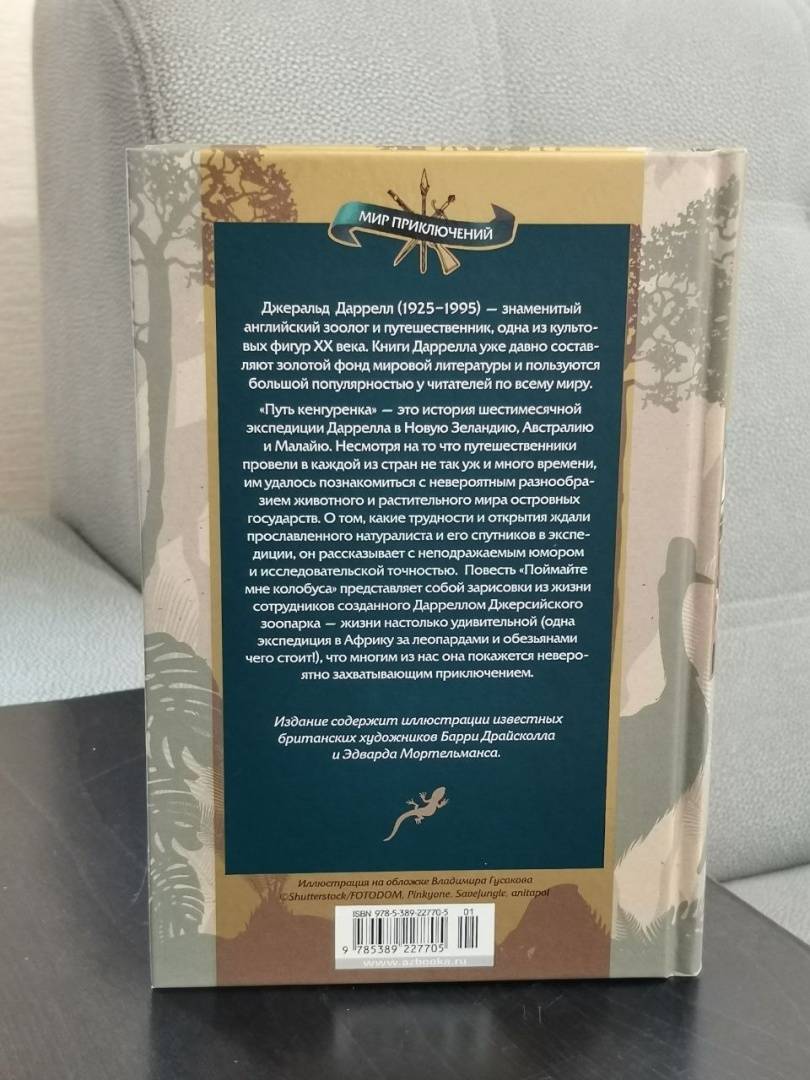 МИР ПРИКЛЮЧЕНИЙ
Джеральд Даррелл (1925–1995) — знаменитый
английский зоолог и путешественник, одна из культо-
вых фигур XX века. Книги Даррелла уже давно состав-
ляют золотой фонд мировой литературы и пользуются
большой популярностью у читателей по всему миру.
«Путь кенгуренка» — это история шестимесячной
экспедиции Даррелла в Новую Зеландию, Австралию
и Малайю. Несмотря на то что путешественники
провели в каждой из стран не так уж и много времени,
им удалось познакомиться с невероятным разнообра-
зием животного и растительного мира островных
государств. О том, какие трудности и открытия ждали
прославленного натуралиста и его спутников в экспе-
диции, он рассказывает с неподражаемым юмором
и исследовательской точностью. Повесть «Поймайте
мне колобуса» представляет собой зарисовки из жизни
сотрудников созданного Дарреллом Джерсийского
зоопарка — жизни настолько удивительной (одна
экспедиция в Африку за леопардами и обезьянами
чего стоит!), что многим из нас она покажется неверо-
ятно захватывающим приключением.
Издание содержит иллюстрации известных
британских художников Барри Драйсколла
и Эдварда Мортельманса.
Иллюстрация на обложке Владимира Гусакова
©Shutterstock/FOTODOM, Pinkyone, SaveJungle, anitapol
ISBN 978-5-389-22770-5 01
9 785389 227705
www.azbooka.ru